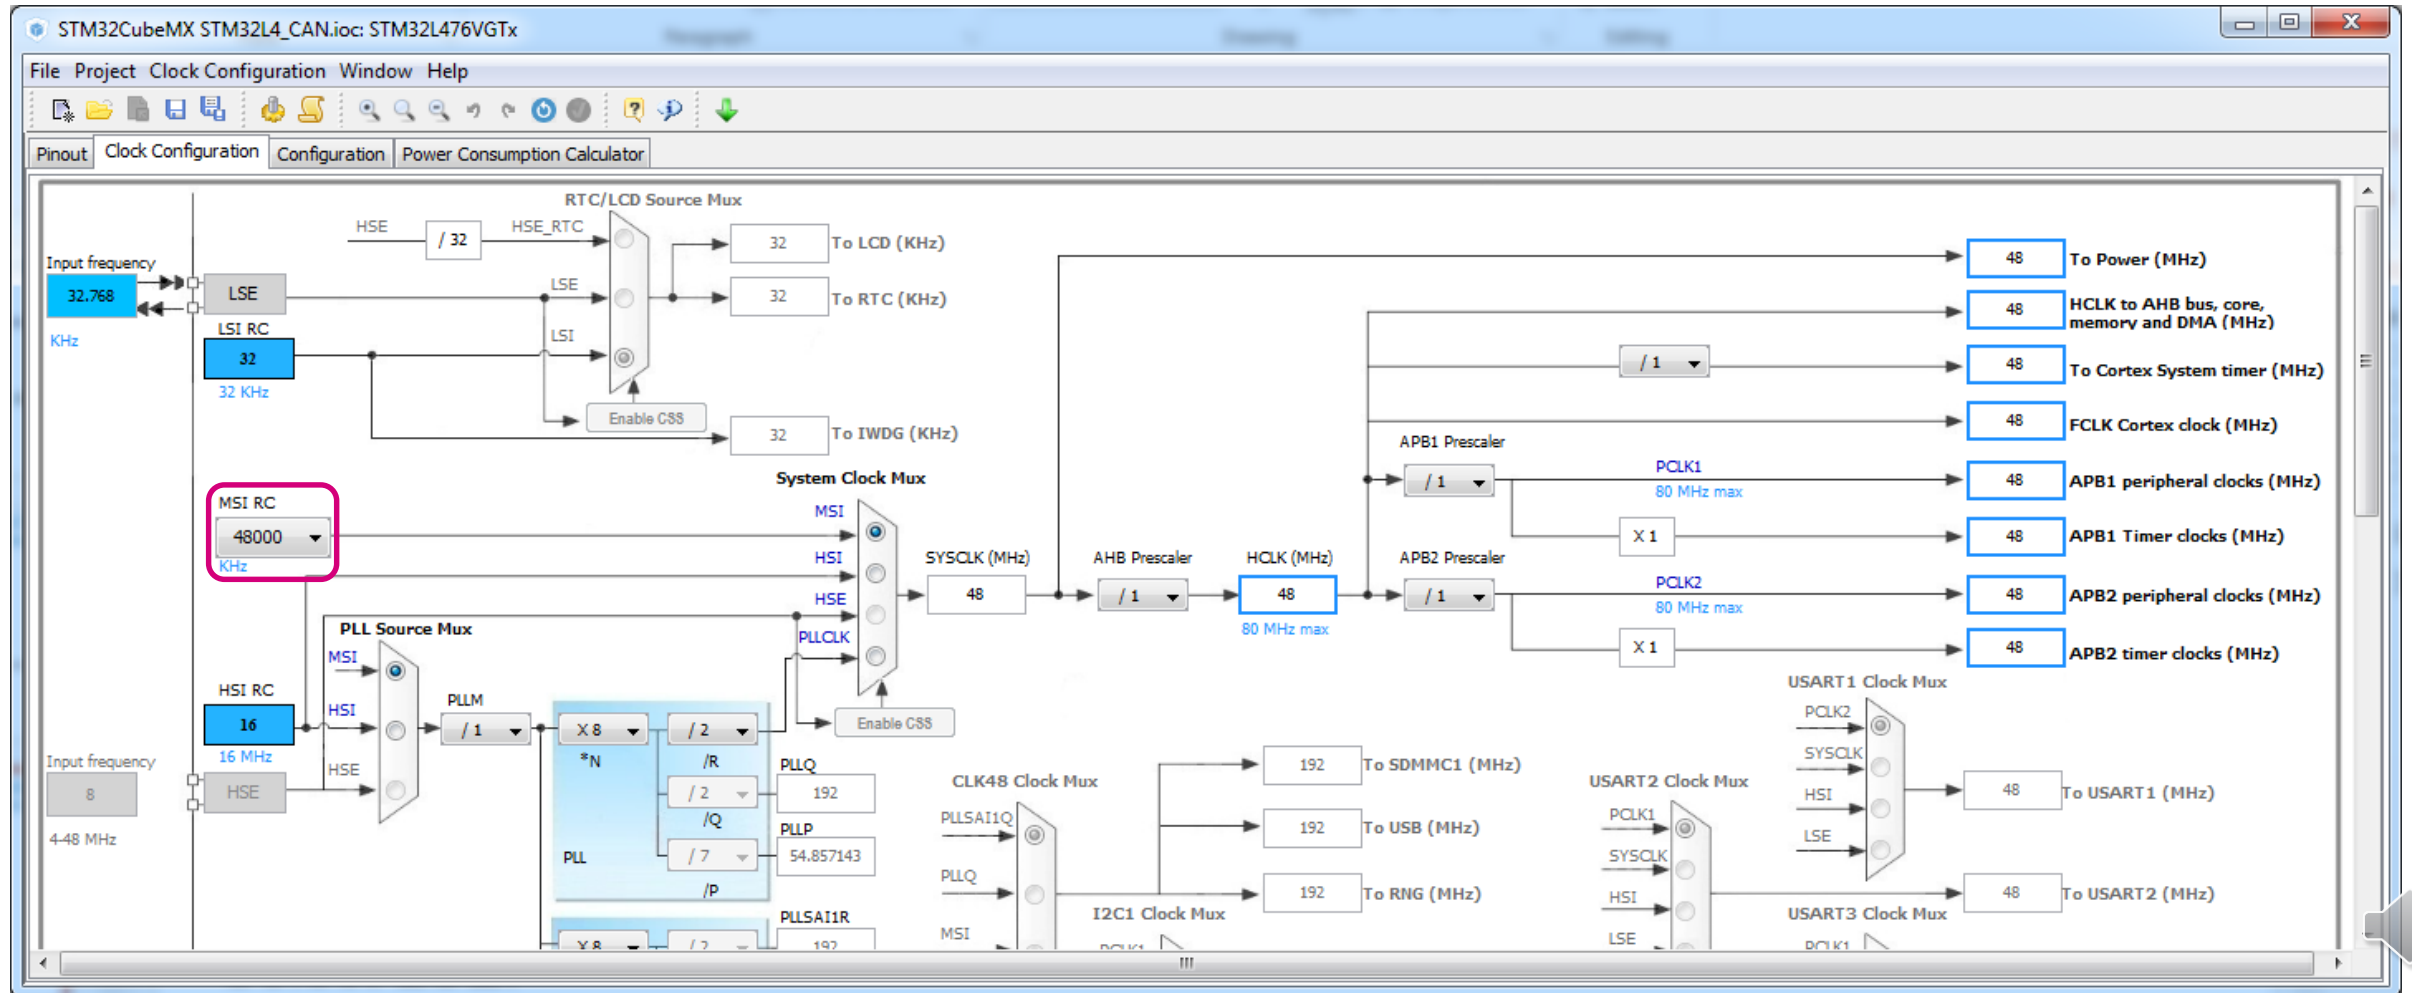 STM32CubeMX STM32L4_CAN.ioc: STM32L476VGTx
File Project Clock Configuration Window Help
Pinout Clock Configuration Configuration Power Consumption Calculator
RTC/LCD Source Mux
HSE / 32 HSE_RTC
32 To LCD (KHz)
Input frequency
32.768
KHz
LSE
LSE
32 To RTC (KHz)
LSI RC
32
32 KHz
LSI
Enable CSS
32 To IWDG (KHz)
48 To Power (MHz)
48 HCLK to AHB bus, core,
memory and DMA (MHz)
/ 1 48 To Cortex System timer (MHz)
48 FCLK Cortex clock (MHz)
APB1 Prescaler
/ 1
PCLK1
80 MHz max
48 APB1 peripheral clocks (MHz)
X 1 48 APB1 Timer clocks (MHz)
System Clock Mux
MSI RC
48000
KHz
MSI
HSI
HSE
PLLCLK
Enable CSS
SYSCLK (MHz)
48
AHB Prescaler
/ 1
HCLK (MHz)
48
80 MHz max
APB2 Prescaler
/ 1
PCLK2
80 MHz max
48 APB2 peripheral clocks (MHz)
X 1 48 APB2 timer clocks (MHz)
PLL Source Mux
MSI
HSI
HSE
HSI RC
16
16 MHz
Input frequency
8
4-48 MHz
HSE
PLLM
/ 1
X 8
*N
/ 2
/R
PLLQ
/ 2 192
/Q
PLLP
/ 7 54.857143
/P
PLL
PLLSAI1R
X 8 / 2 192
CLK48 Clock Mux
PLLSAI1Q
PLLQ
MSI
192 To SDMMC1 (MHz)
192 To USB (MHz)
192 To RNG (MHz)
I2C1 Clock Mux
PCLK1
USART1 Clock Mux
PCLK2
SYSCLK
HSI
LSE
48 To USART1 (MHz)
USART2 Clock Mux
PCLK1
SYSCLK
HSI
LSE
48 To USART2 (MHz)
USART3 Clock Mux
PCLK1